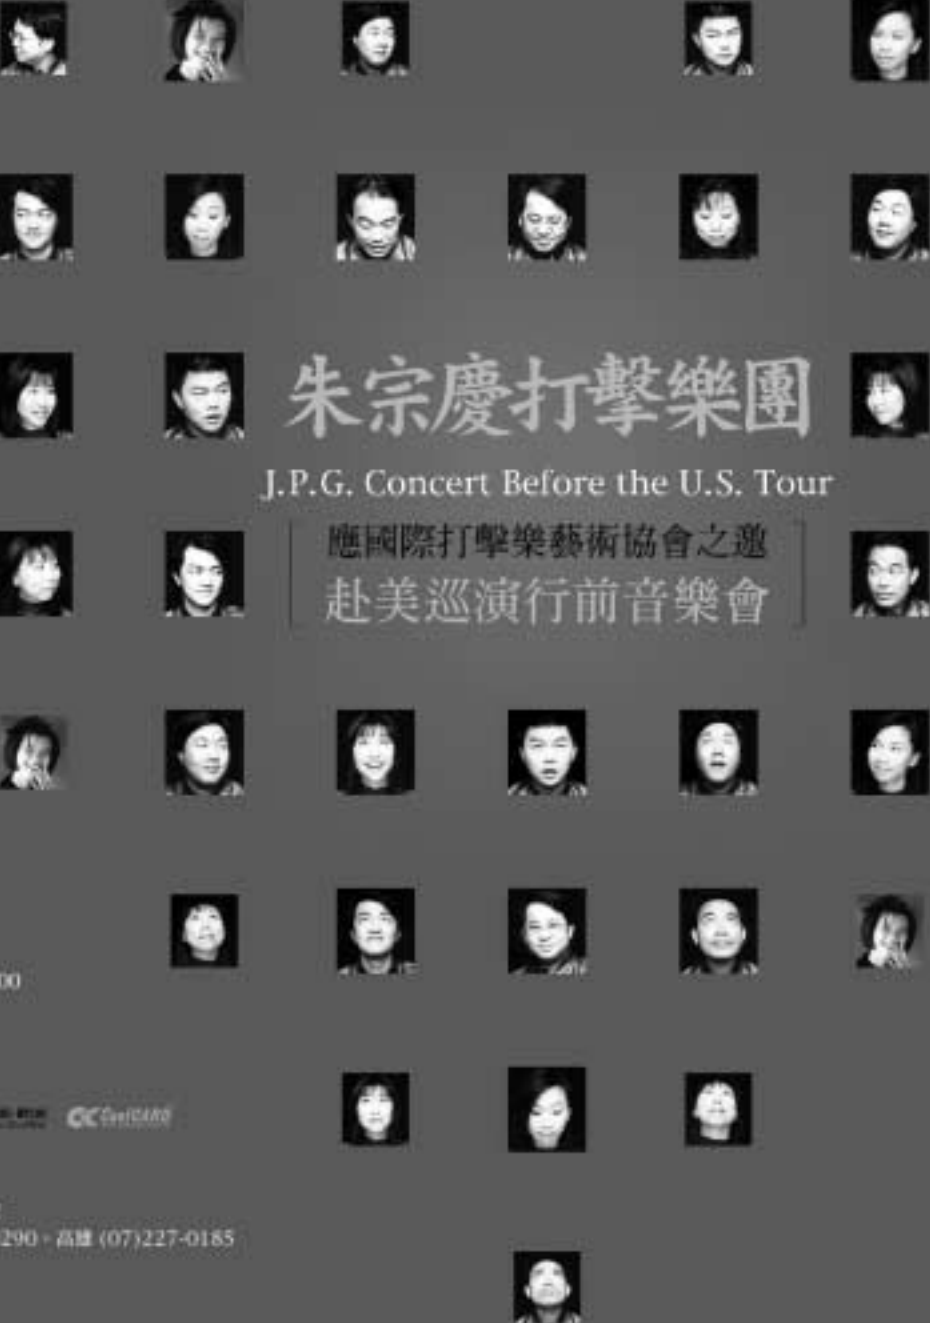 朱宗慶打擊樂團
J.P.G. Concert Before the U.S. Tour
應國際打擊樂藝術協會之邀
赴美巡演行前音樂會
00
CoolCARD
290。高雄 (07)227-0185